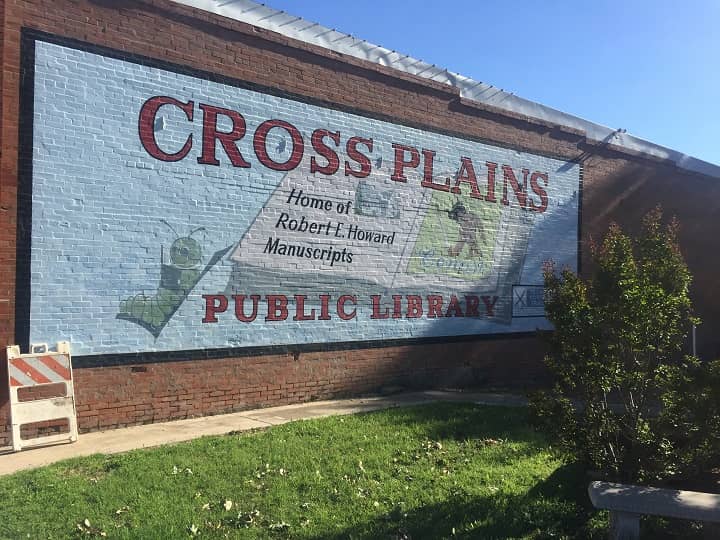 CROSS PLAINS
Home of
Robert E. Howard
Manuscripts
PUBLIC LIBRARY